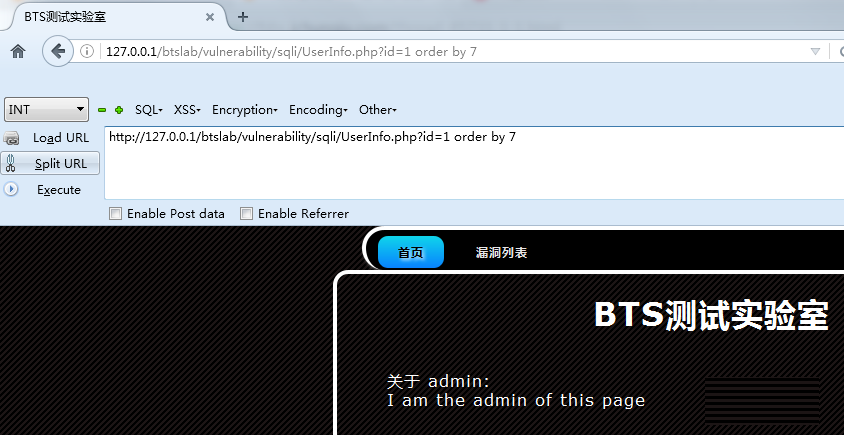 BTS测试实验室
127.0.0.1/btslab/vulnerability/sqli/UserInfo.php?id=1 order by 7
INT SQL XSS Encryption Encoding Other
Load URL http://127.0.0.1/btslab/vulnerability/sqli/UserInfo.php?id=1 order by 7
Split URL
Execute
Enable Post data Enable Referrer
首页 漏洞列表
BTS测试实验室
关于 admin:
I am the admin of this page